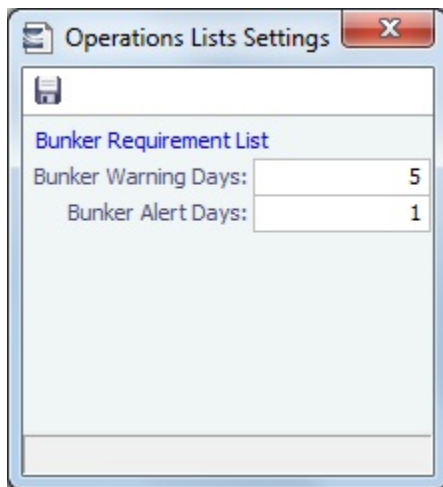 Operations Lists Settings
Bunker Requirement List
Bunker Warning Days: 5
Bunker Alert Days: 1